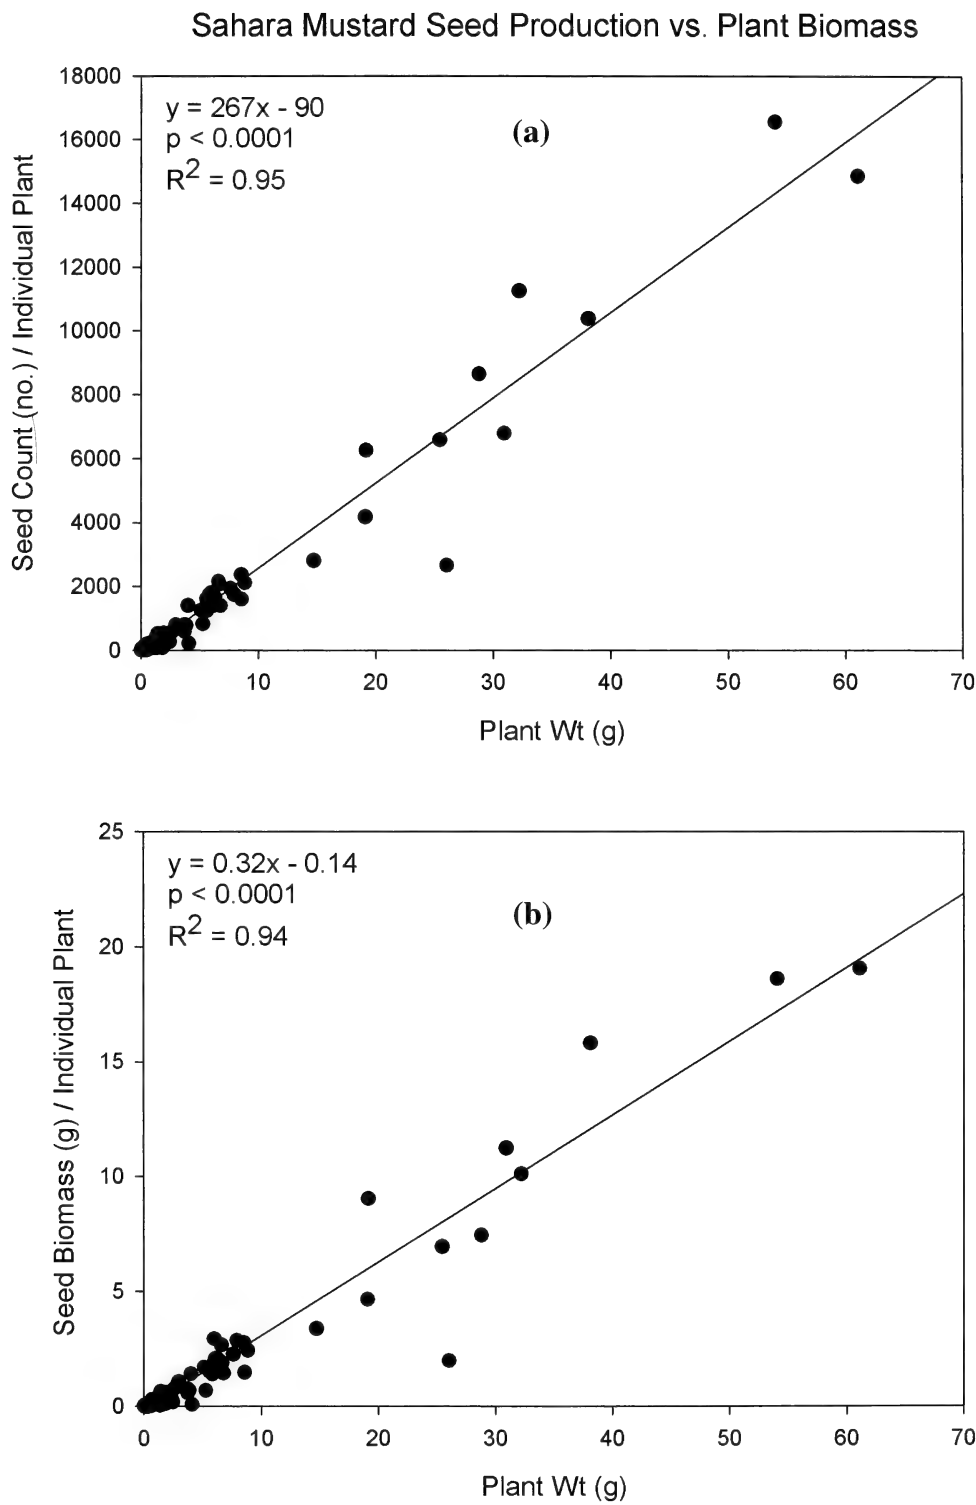 Sahara Mustard Seed Production vs. Plant Biomass
18000
16000
14000
12000
10000
8000
6000
4000
2000
0
Seed Count (no.) / Individual Plant
y = 267x - 90
p < 0.0001
R² = 0.95
(a)
0 10 20 30 40 50 60 70
Plant Wt (g)
25
20
15
10
5
0
Seed Biomass (g) / Individual Plant
y = 0.32x - 0.14
p < 0.0001
R² = 0.94
(b)
0 10 20 30 40 50 60 70
Plant Wt (g)